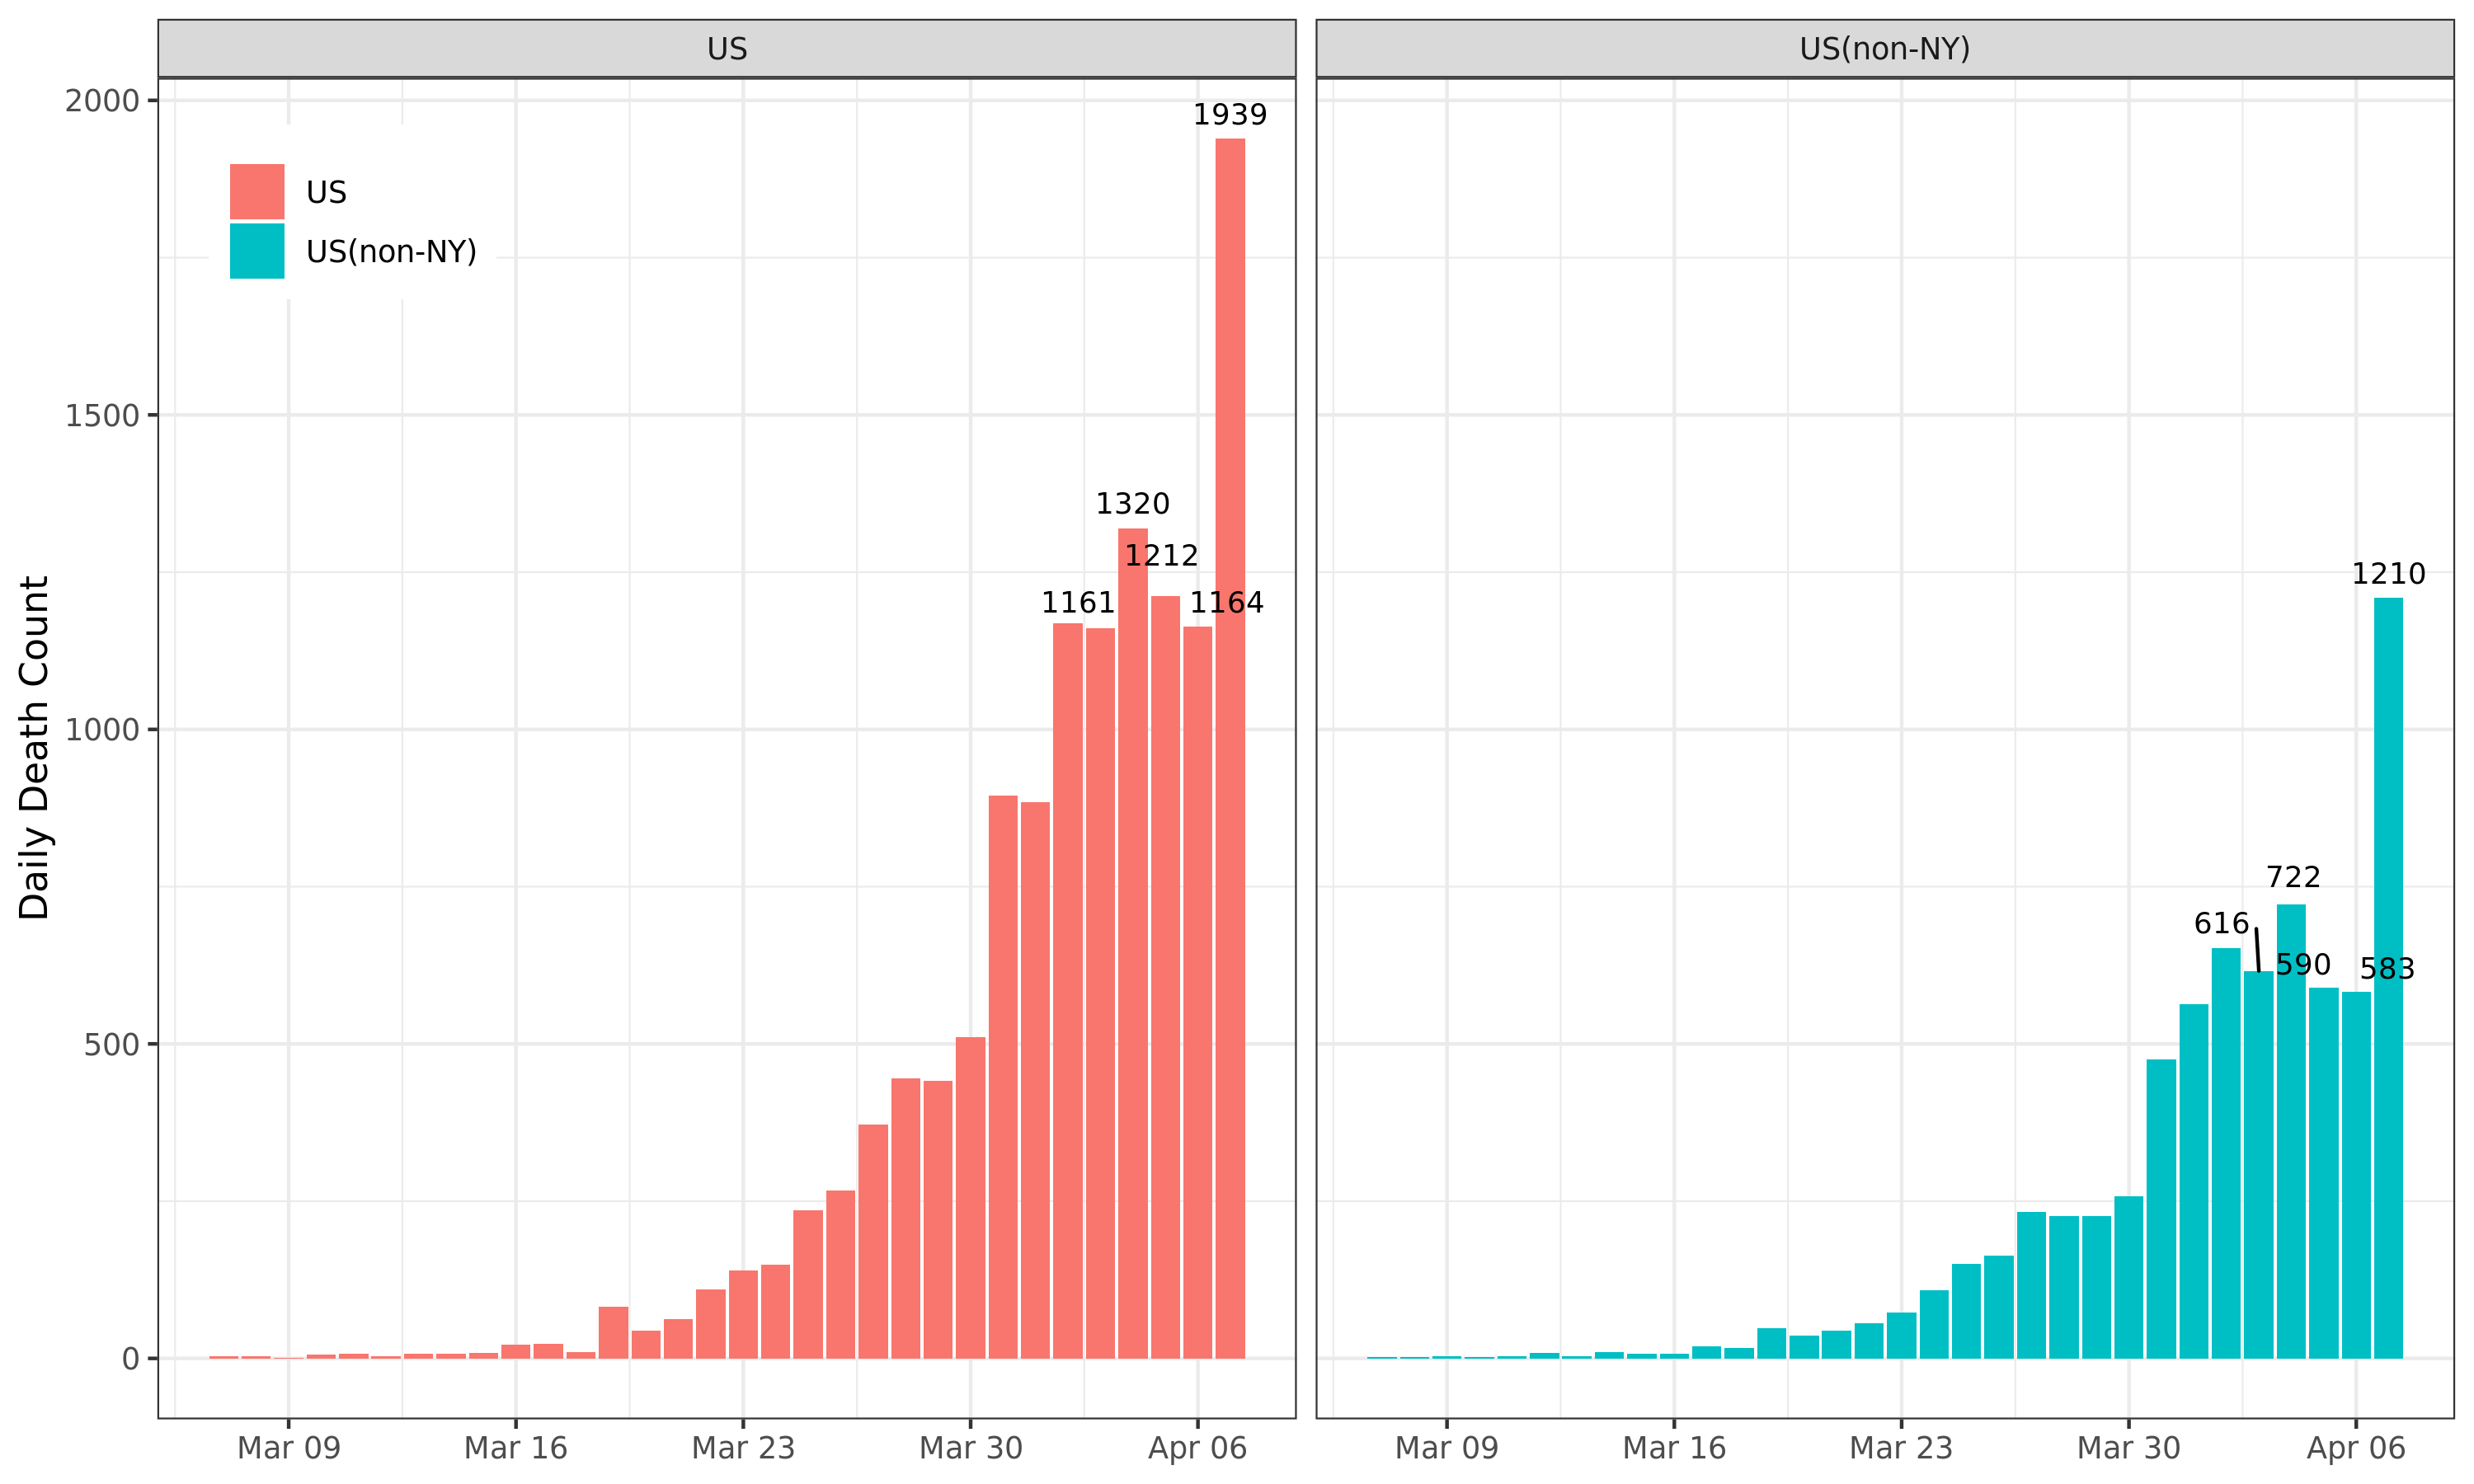 US
US(non-NY)
Daily Death Count
2000
1500
1000
500
0
US
US(non-NY)
1939
1320
1212
1161
1164
1210
722
616
590
583
Mar 09
Mar 16
Mar 23
Mar 30
Apr 06
Mar 09
Mar 16
Mar 23
Mar 30
Apr 06